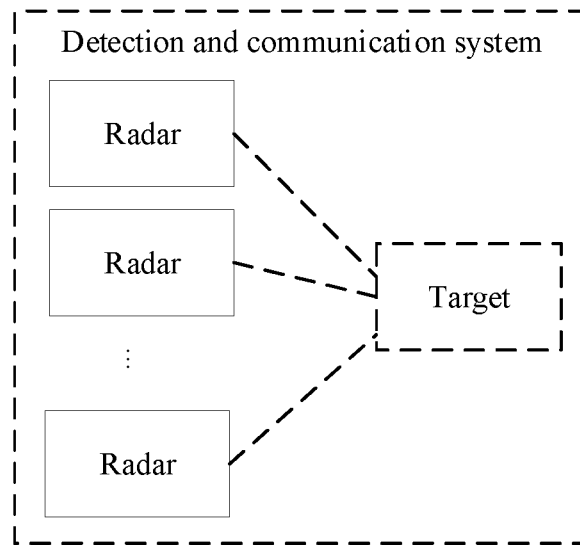 Detection and communication system
Radar
Radar
⋮
Radar
Target